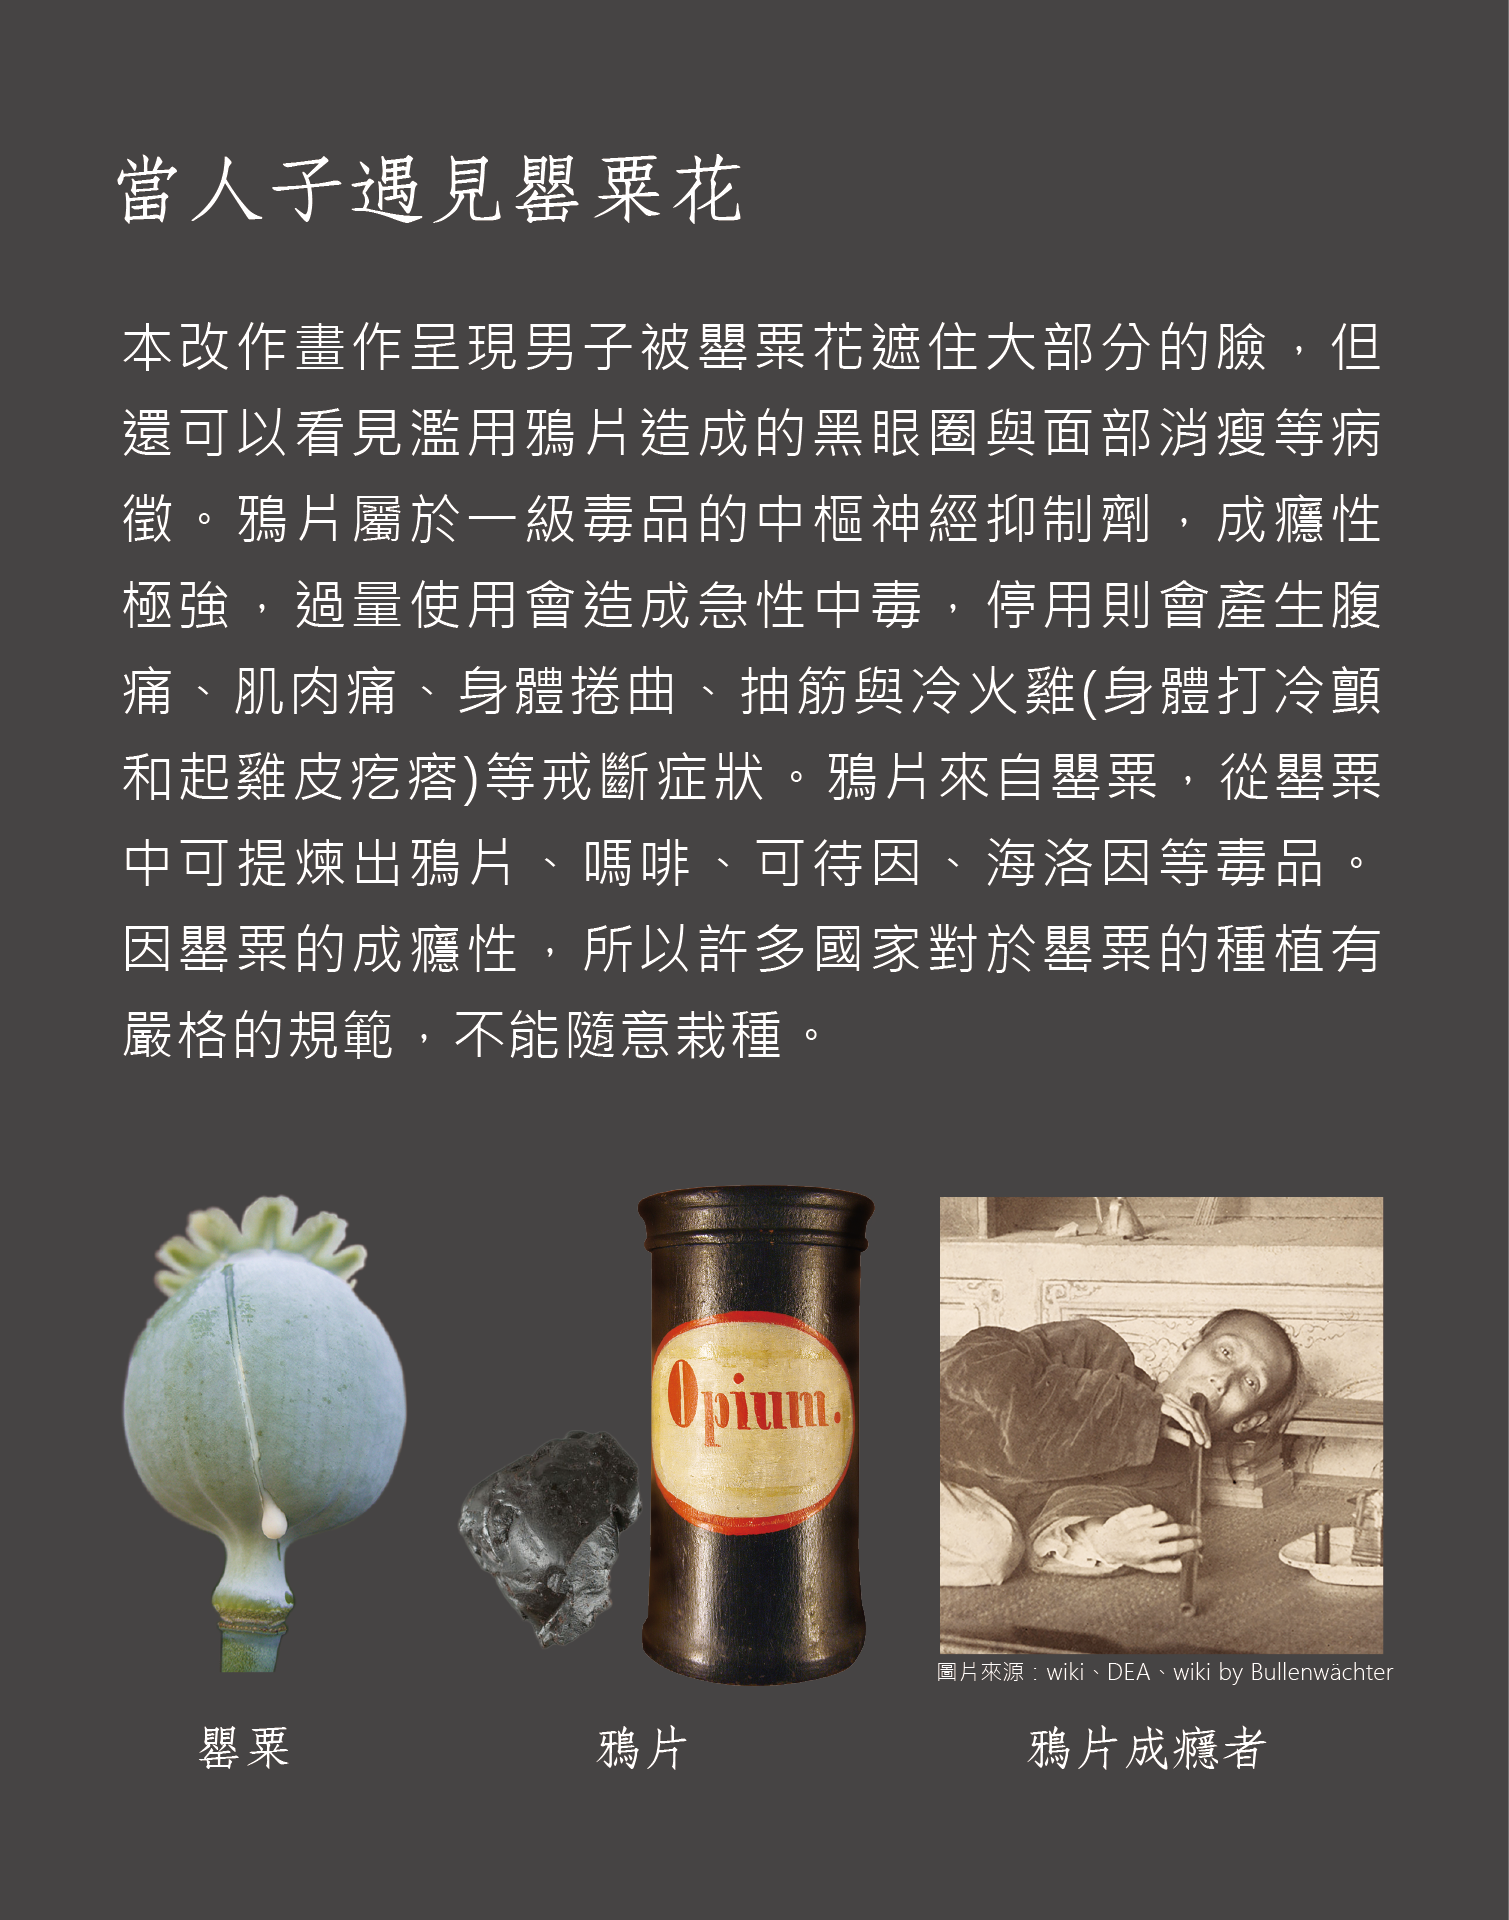 當人子遇見罌粟花
本改作畫作呈現男子被罌粟花遮住大部分的臉，但
還可以看見濫用鴉片造成的黑眼圈與面部消瘦等病
徵。鴉片屬於一級毒品的中樞神經抑制劑，成癮性
極強，過量使用會造成急性中毒，停用則會產生腹
痛、肌肉痛、身體捲曲、抽筋與冷火雞(身體打冷顫
和起雞皮疙瘩)等戒斷症狀。鴉片來自罌粟，從罌粟
中可提煉出鴉片、嗎啡、可待因、海洛因等毒品。
因罌粟的成癮性，所以許多國家對於罌粟的種植有
嚴格的規範，不能隨意栽種。
Opium.
圖片來源：wiki、DEA、wiki by Bullenwächter
罌粟
鴉片
鴉片成癮者